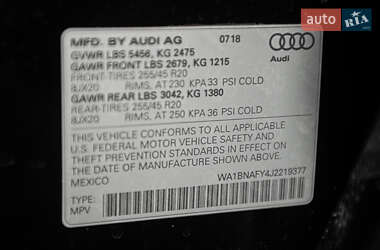 auto RIA.com
MFD. BY AUDI AG 07/18
GVWR LBS 5456, KG 2475
GAWR FRONT LBS 2679, KG 1215
FRONT-TIRES 255/45 R20
8JX20 RIMS, AT 230 KPA 33 PSI COLD
GAWR REAR LBS 3042, KG 1380
REAR-TIRES 255/45 R20
8JX20 RIMS, AT 250 KPA 36 PSI COLD
Audi
THIS VEHICLE CONFORMS TO ALL APPLICABLE
U.S. FEDERAL MOTOR VEHICLE SAFETY
AND THEFT PREVENTION STANDARDS IN EFFECT ON
THE DATE OF MANUFACTURE SHOWN ABOVE
MEXICO
WA1BNAFY4J2219377
TYPE:
MPV